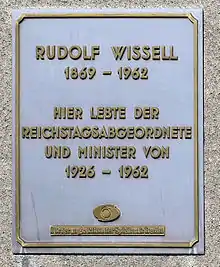 RUDOLF WISSELL
1869 – 1962
HIER LEBTE DER
REICHSTAGSABGEORDNETE
UND MINISTER VON
1926 – 1962